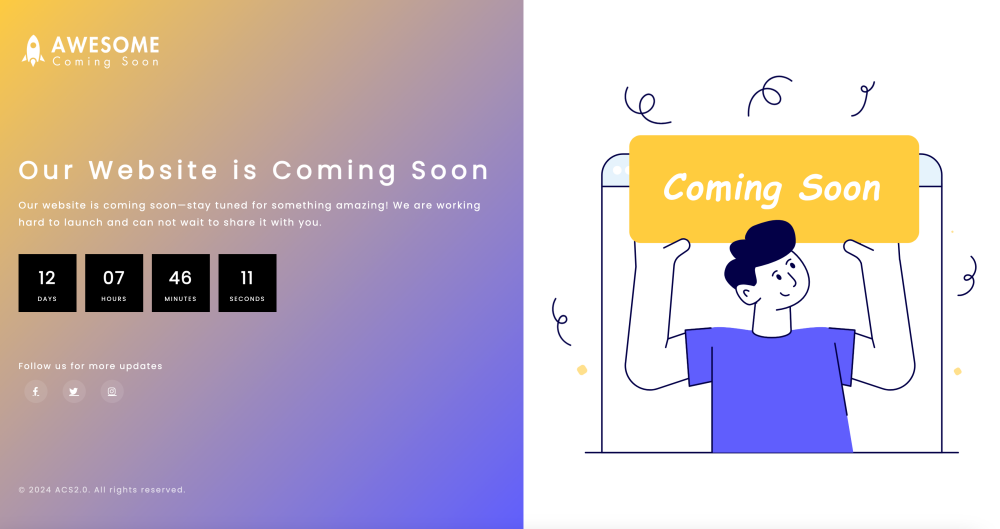 AWESOME
Coming Soon
Our Website is Coming Soon
Our website is coming soon—stay tuned for something amazing! We are working
hard to launch and can not wait to share it with you.
12 07 46 11
DAYS HOURS MINUTES SECONDS
Follow us for more updates
© 2024 ACS2.0. All rights reserved.
Coming Soon